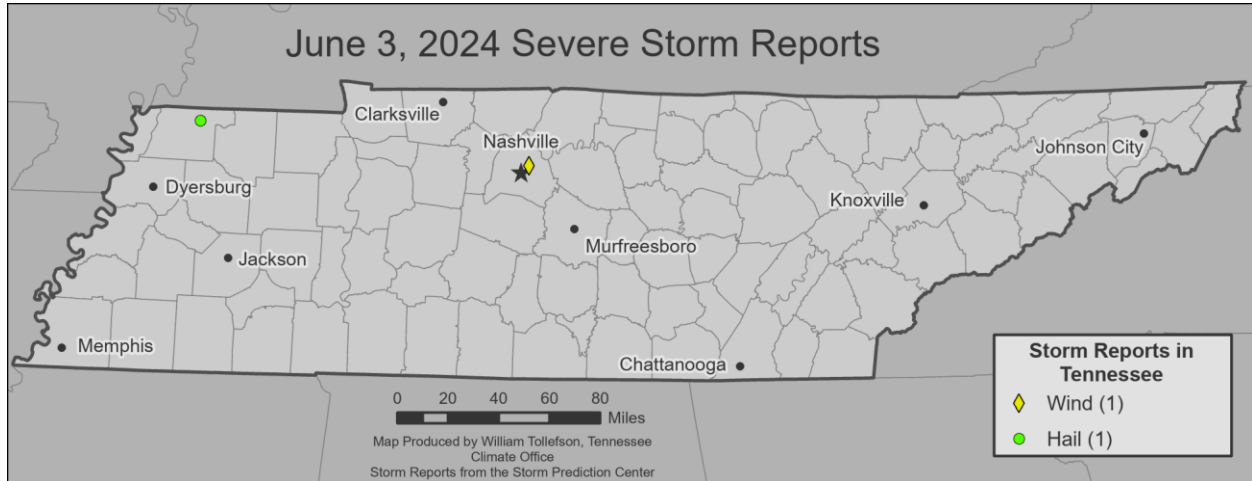 June 3, 2024 Severe Storm Reports
Clarksville
Nashville
Johnson City
Dyersburg
Knoxville
Murfreesboro
Jackson
Memphis
Chattanooga
Storm Reports in
Tennessee
Wind (1)
Hail (1)
0 20 40 60 80
Miles
Map Produced by William Tollefson, Tennessee
Climate Office
Storm Reports from the Storm Prediction Center